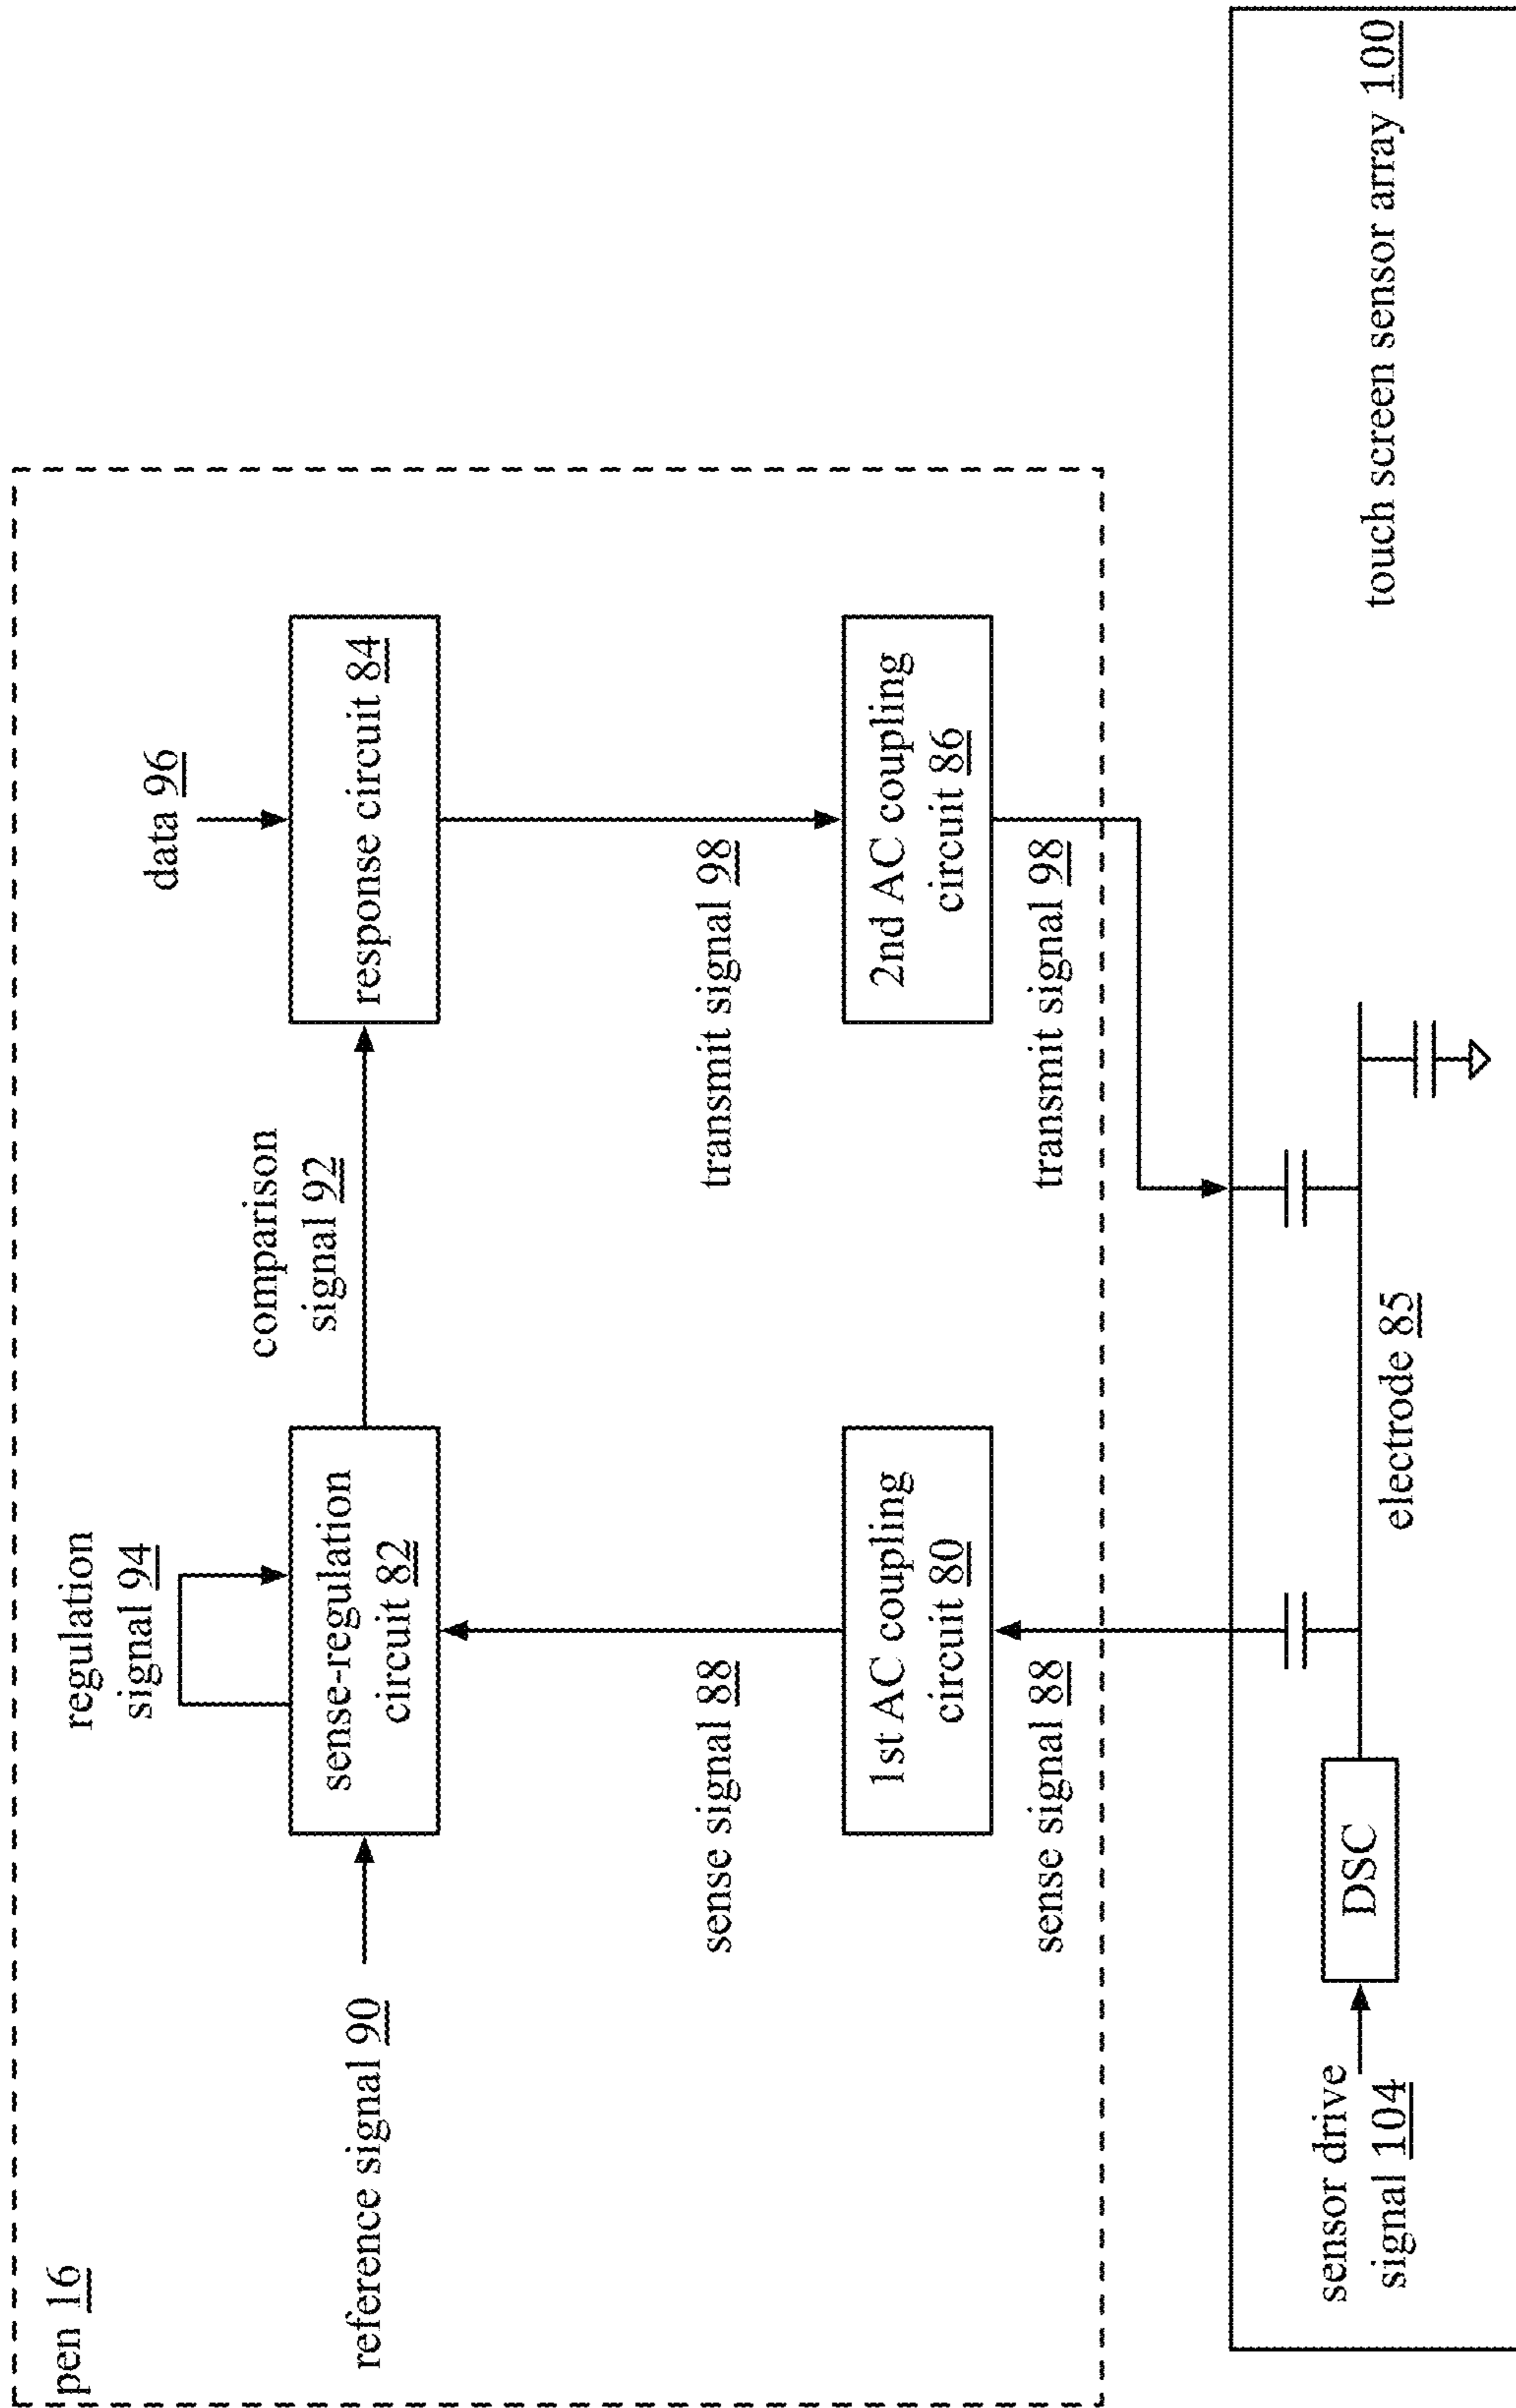 pen 16
regulation
signal 94
data 96
comparison
signal 92
reference signal 90
sense-regulation
circuit 82
response circuit 84
sense signal 88
transmit signal 98
1st AC coupling
circuit 80
2nd AC coupling
circuit 86
sense signal 88
transmit signal 98
sensor drive
signal 104
DSC
electrode 85
touch screen sensor array 100